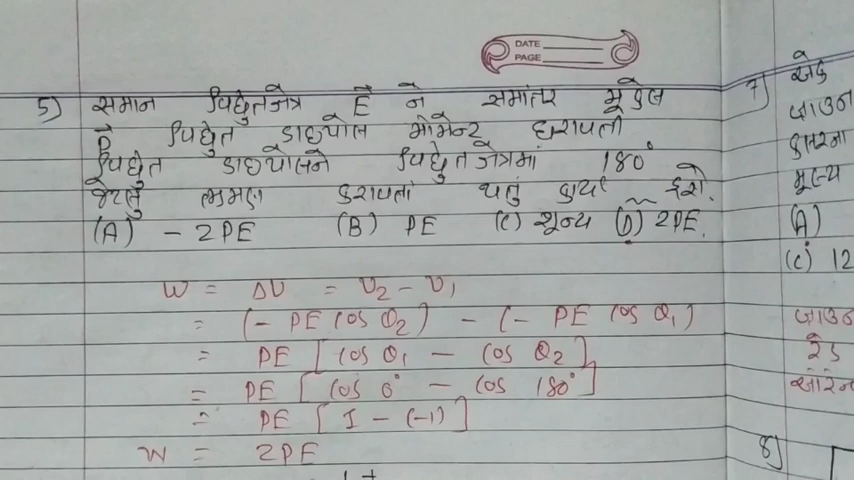 DATE
PAGE
5) સમાન વિદ્યુતક્ષેત્ર E⃗ ને સમાંતર મૂકેલ
P⃗ વિદ્યુત ડાઇપોલ મોમેન્ટ ધરાવતી
વિદ્યુત ડાઇપોલને વિદ્યુતક્ષેત્રમાં 180°
જેટલું ભ્રમણ કરાવતાં થતું કાર્ય ~ હશે.
(A) - 2PE (B) PE (C) શૂન્ય (D) 2PE.
W = ΔU = U₂ - U₁
= (- PE cos θ₂) - (- PE cos θ₁)
= PE [cos θ₁ - cos θ₂]
= PE [cos 0° - cos 180°]
= PE [1 - (-1)]
W = 2PE
7)
મૂલ્ય
(A)
(C) 12
8)